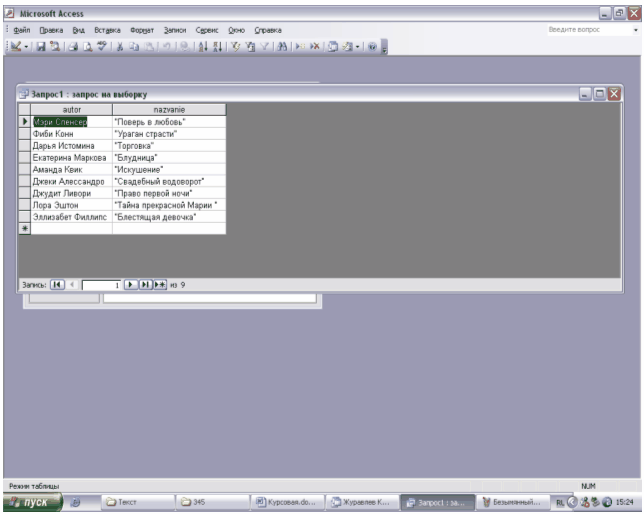 Microsoft Access
Файл Правка Вид Вставка Формат Записи Сервис Окно Справка Введите вопрос
Запрос1 : запрос на выборку
autor nazvanie
Мэри Спенсер "Поверь в любовь"
Фиби Конн "Ураган страсти"
Дарья Истомина "Торговка"
Екатерина Маркова "Блудница"
Аманда Квик "Искушение"
Джеки Алессандро "Свадебный водоворот"
Джудит Ливори "Право первой ночи"
Лора Эштон "Тайна прекрасной Марии "
Эллизабет Филлипс "Блестящая девочка"
Запись: 1 из 9
Режим таблицы NUM
пуск Текст 345 Курсовая.do... Журавлев К... Запрос1 : за... Безымянный... RL 15:24